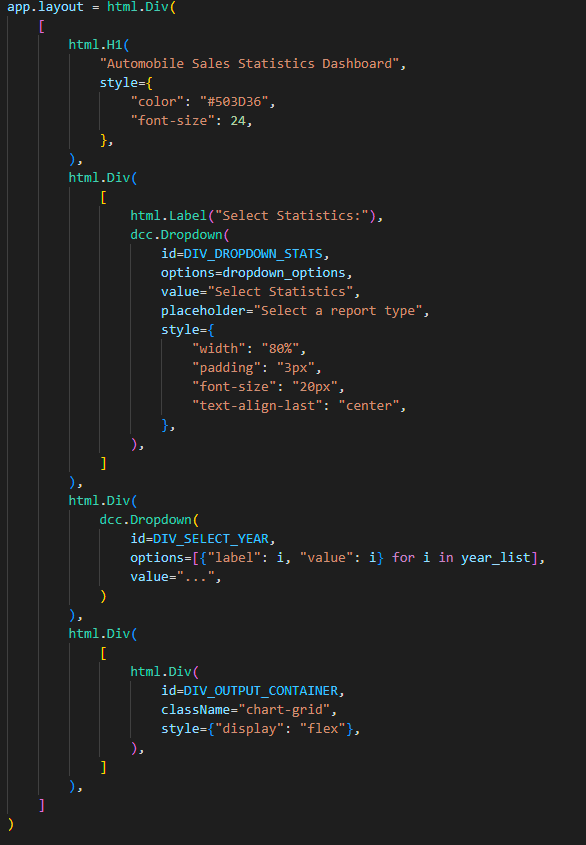 app.layout = html.Div(
    [
        html.H1(
            "Automobile Sales Statistics Dashboard",
            style={
                "color": "#503D36",
                "font-size": 24,
            },
        ),
        html.Div(
            [
                html.Label("Select Statistics:"),
                dcc.Dropdown(
                    id=DIV_DROPDOWN_STATS,
                    options=dropdown_options,
                    value="Select Statistics",
                    placeholder="Select a report type",
                    style={
                        "width": "80%",
                        "padding": "3px",
                        "font-size": "20px",
                        "text-align-last": "center",
                    },
                ),
            ]
        ),
        html.Div(
            dcc.Dropdown(
                id=DIV_SELECT_YEAR,
                options=[{"label": i, "value": i} for i in year_list],
                value="...",
            )
        ),
        html.Div(
            [
                html.Div(
                    id=DIV_OUTPUT_CONTAINER,
                    className="chart-grid",
                    style={"display": "flex"},
                ),
            ]
        ),
    ]
)